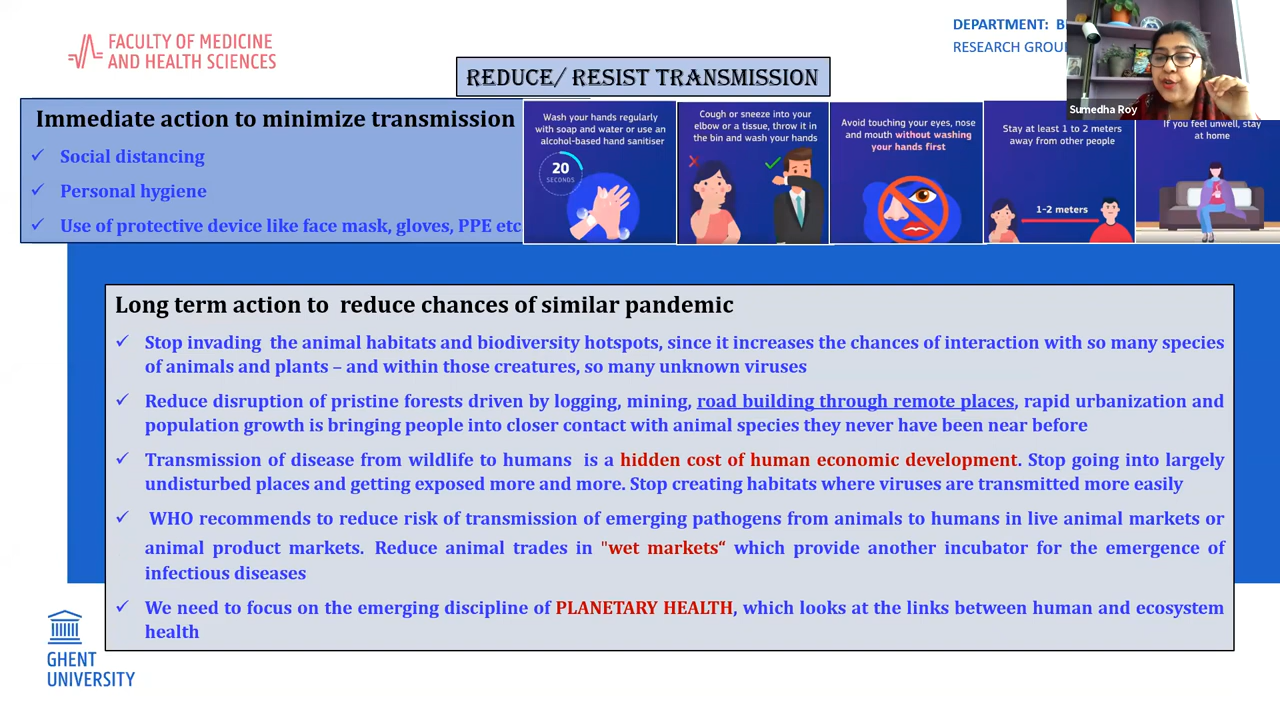 FACULTY OF MEDICINE
AND HEALTH SCIENCES
DEPARTMENT: B
RESEARCH GROUP
Sumedha Roy
REDUCE/ RESIST TRANSMISSION
Immediate action to minimize transmission
✓ Social distancing
✓ Personal hygiene
✓ Use of protective device like face mask, gloves, PPE etc
Wash your hands regularly
with soap and water or use an
alcohol-based hand sanitiser
20
SECONDS
Cough or sneeze into your
elbow or a tissue, throw it in
the bin and wash your hands
Avoid touching your eyes, nose
and mouth without washing
your hands first
Stay at least 1 to 2 meters
away from other people
1-2 meters
If you feel unwell, stay
at home
Long term action to reduce chances of similar pandemic
✓ Stop invading the animal habitats and biodiversity hotspots, since it increases the chances of interaction with so many species
of animals and plants – and within those creatures, so many unknown viruses
✓ Reduce disruption of pristine forests driven by logging, mining, road building through remote places, rapid urbanization and
population growth is bringing people into closer contact with animal species they never have been near before
✓ Transmission of disease from wildlife to humans is a hidden cost of human economic development. Stop going into largely
undisturbed places and getting exposed more and more. Stop creating habitats where viruses are transmitted more easily
✓ WHO recommends to reduce risk of transmission of emerging pathogens from animals to humans in live animal markets or
animal product markets. Reduce animal trades in "wet markets“ which provide another incubator for the emergence of
infectious diseases
✓ We need to focus on the emerging discipline of PLANETARY HEALTH, which looks at the links between human and ecosystem
health
GHENT
UNIVERSITY